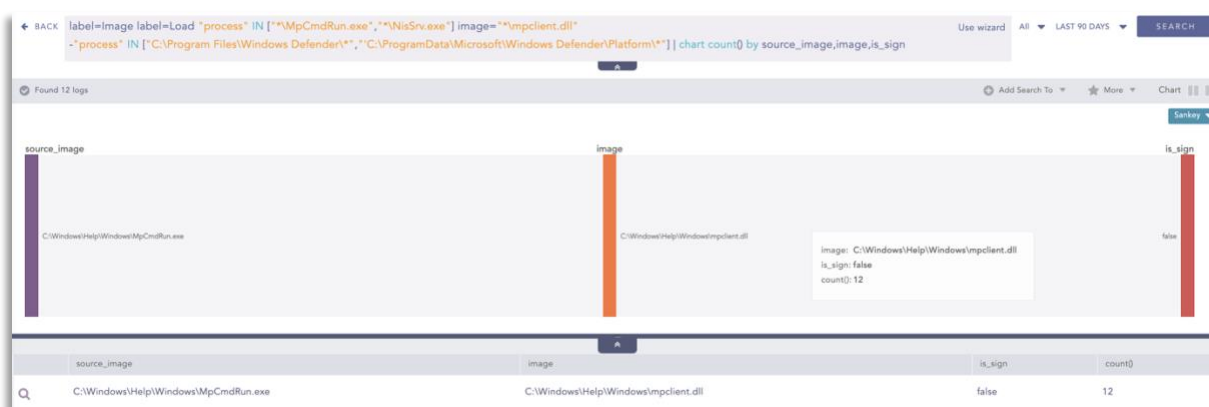 BACK
label=Image label=Load "process" IN ["*\MpCmdRun.exe","*\NisSrv.exe"] image="*\mpclient.dll"
-"process" IN ["C:\Program Files\Windows Defender\*","'C:\ProgramData\Microsoft\Windows Defender\Platform\*"] | chart count() by source_image,image,is_sign
Use wizard All LAST 90 DAYS SEARCH
Found 12 logs
Add Search To More Chart
Sankey
source_image image is_sign
C:\Windows\Help\Windows\MpCmdRun.exe C:\Windows\Help\Windows\mpclient.dll false
image: C:\Windows\Help\Windows\mpclient.dll
is_sign: false
count(): 12
source_image image is_sign count()
C:\Windows\Help\Windows\MpCmdRun.exe C:\Windows\Help\Windows\mpclient.dll false 12